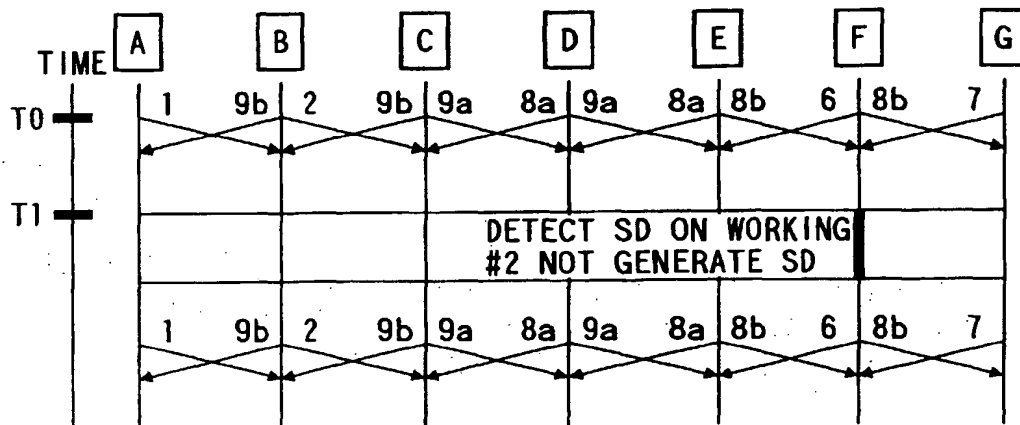 A B C D E F G
TIME
1 9b 2 9b 9a 8a 9a 8a 8b 6 8b 7
T0
T1
DETECT SD ON WORKING
#2 NOT GENERATE SD
1 9b 2 9b 9a 8a 9a 8a 8b 6 8b 7